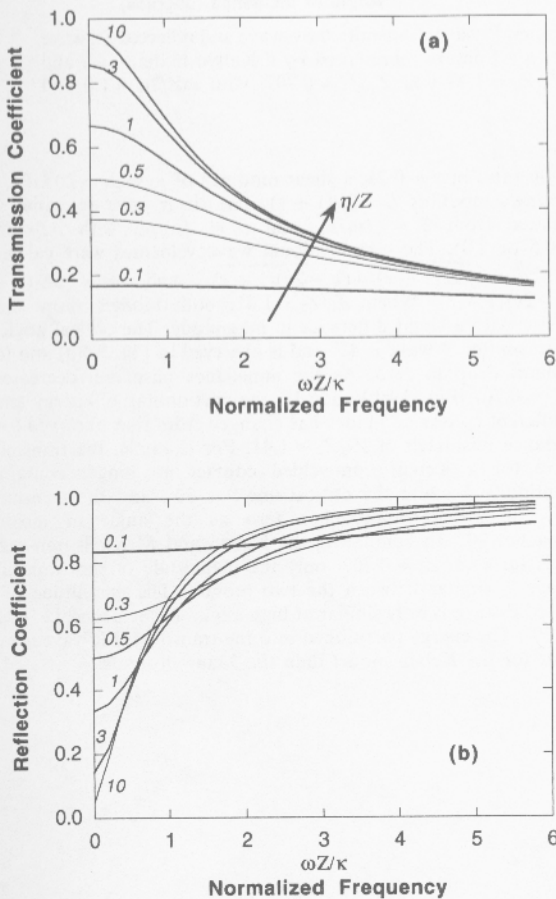 1.0
(a)
10
3
0.8
1
0.6
0.5
0.4
0.3
η/Z
0.2
0.1
0.0
Transmission Coefficient
0 1 2 3 4 5 6
ωZ/κ
Normalized Frequency
1.0
0.1
0.8
0.3
0.6
0.5
0.4
1
0.2
3
(b)
10
0.0
Reflection Coefficient
0 1 2 3 4 5 6
ωZ/κ
Normalized Frequency